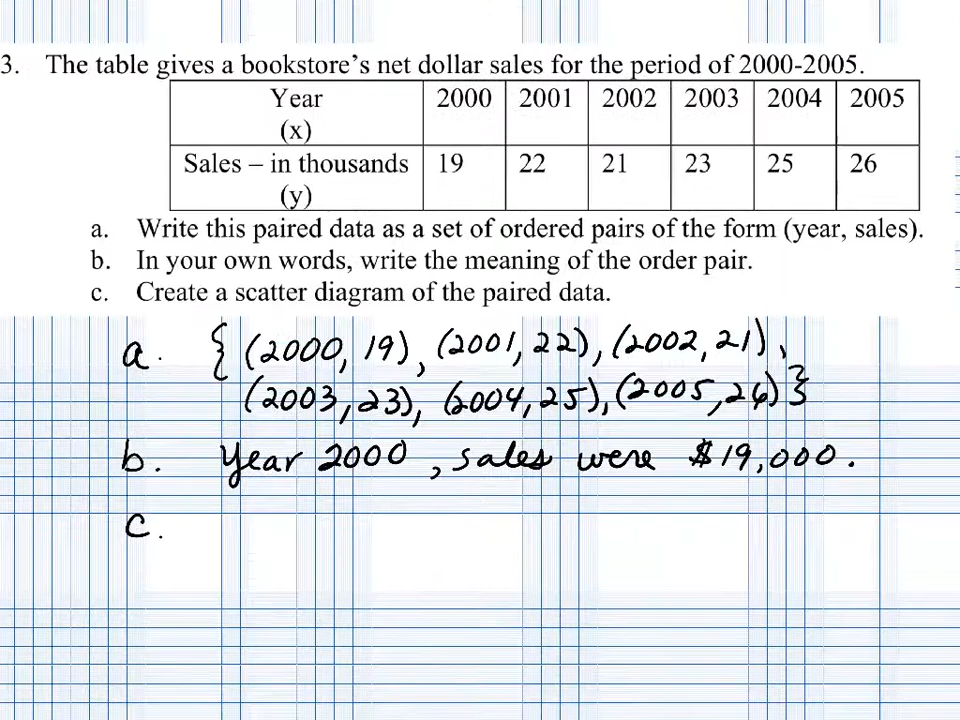 3. The table gives a bookstore's net dollar sales for the period of 2000-2005.
Year (x) 2000 2001 2002 2003 2004 2005
Sales – in thousands (y) 19 22 21 23 25 26
a. Write this paired data as a set of ordered pairs of the form (year, sales).
b. In your own words, write the meaning of the order pair.
c. Create a scatter diagram of the paired data.
a. { (2000, 19), (2001, 22), (2002, 21),
(2003, 23), (2004, 25), (2005, 26) }
b. Year 2000, sales were $19,000.
c.